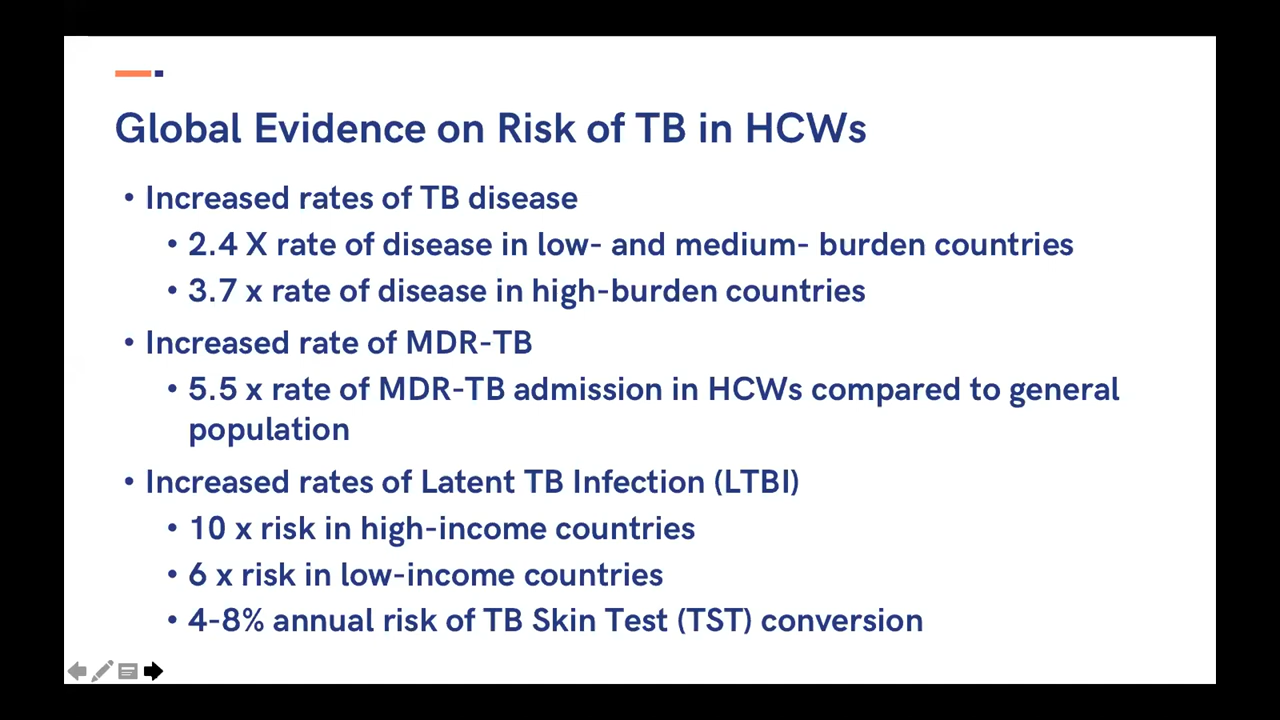 Global Evidence on Risk of TB in HCWs
• Increased rates of TB disease
• 2.4 X rate of disease in low- and medium- burden countries
• 3.7 x rate of disease in high-burden countries
• Increased rate of MDR-TB
• 5.5 x rate of MDR-TB admission in HCWs compared to general
population
• Increased rates of Latent TB Infection (LTBI)
• 10 x risk in high-income countries
• 6 x risk in low-income countries
• 4-8% annual risk of TB Skin Test (TST) conversion